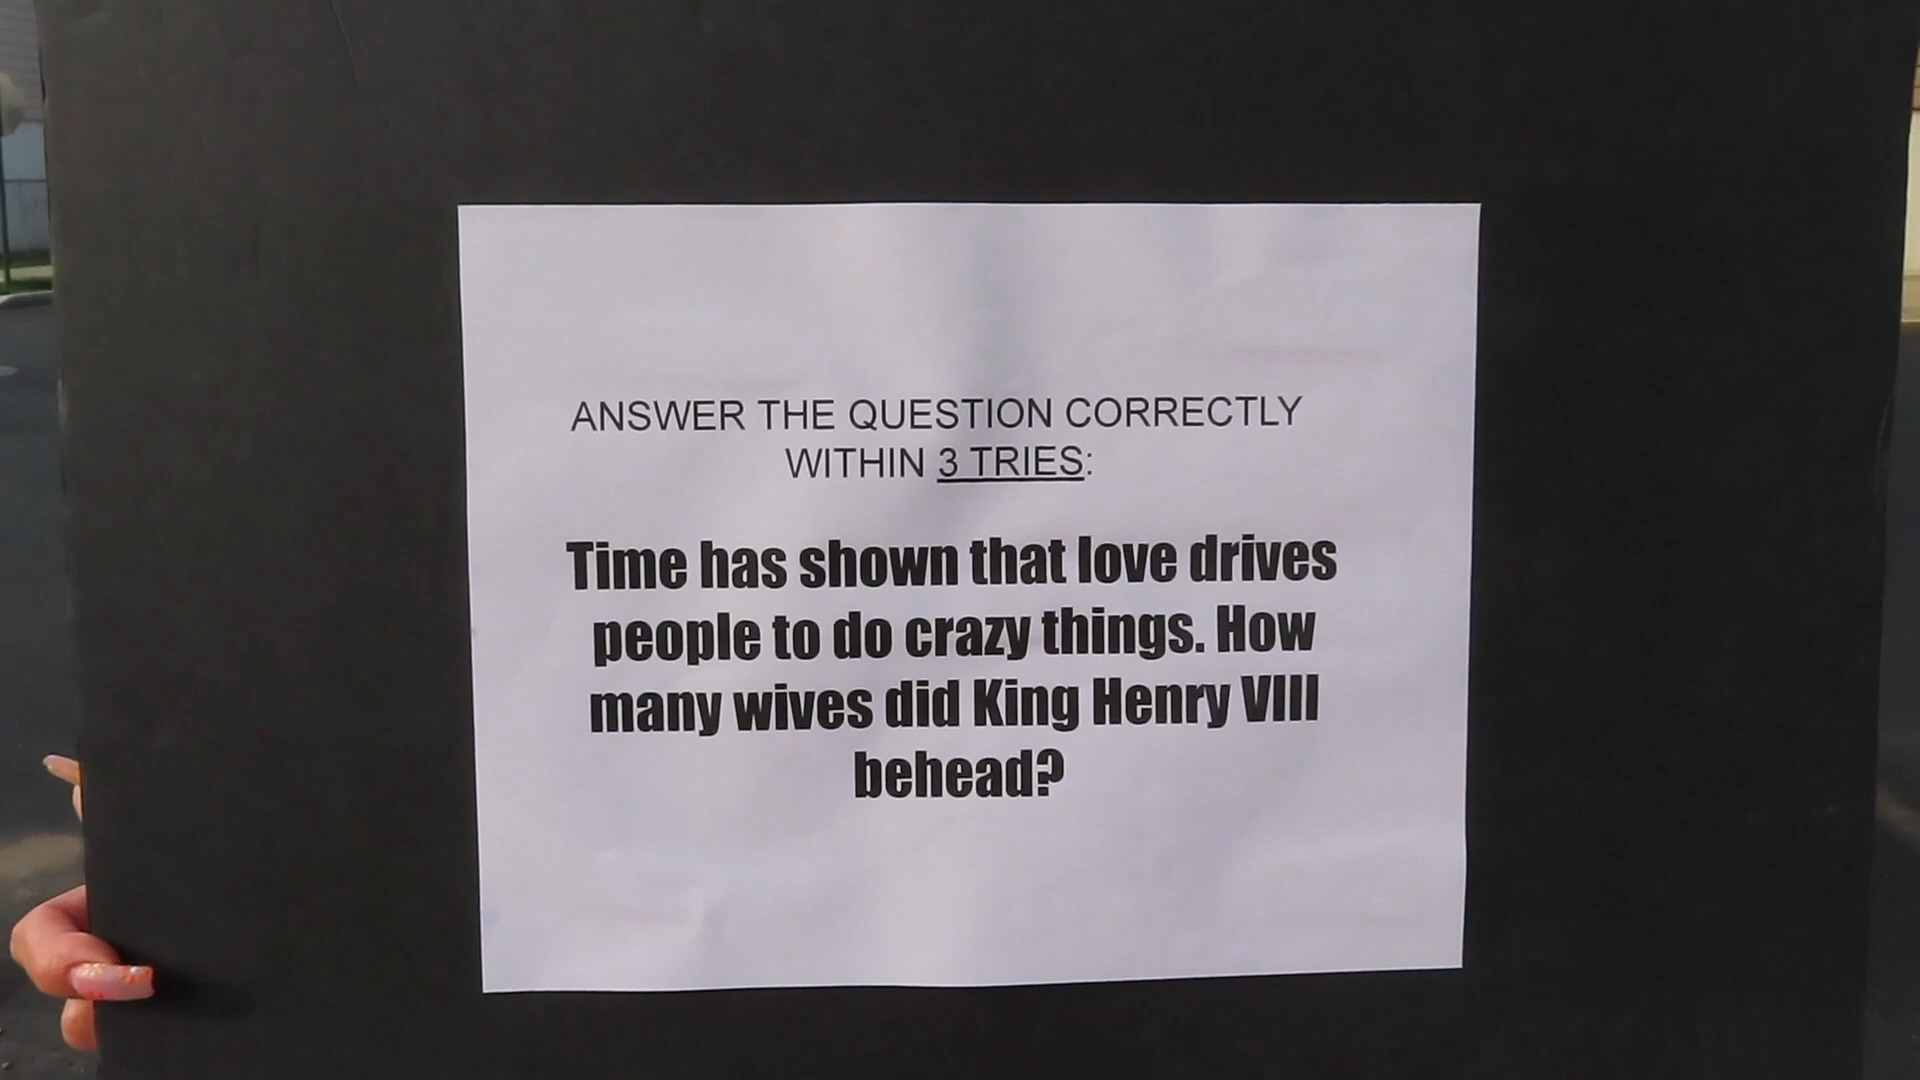 ANSWER THE QUESTION CORRECTLY
WITHIN 3 TRIES:
Time has shown that love drives
people to do crazy things. How
many wives did King Henry VIII
behead?